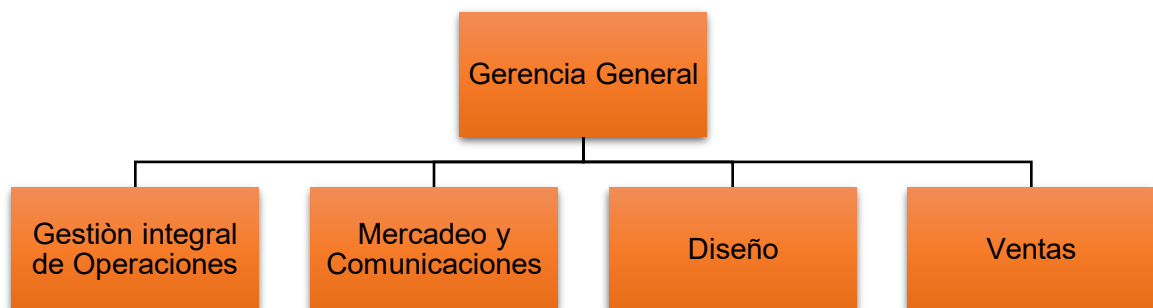 Gerencia General
Gestiòn integral
de Operaciones
Mercadeo y
Comunicaciones
Diseño
Ventas